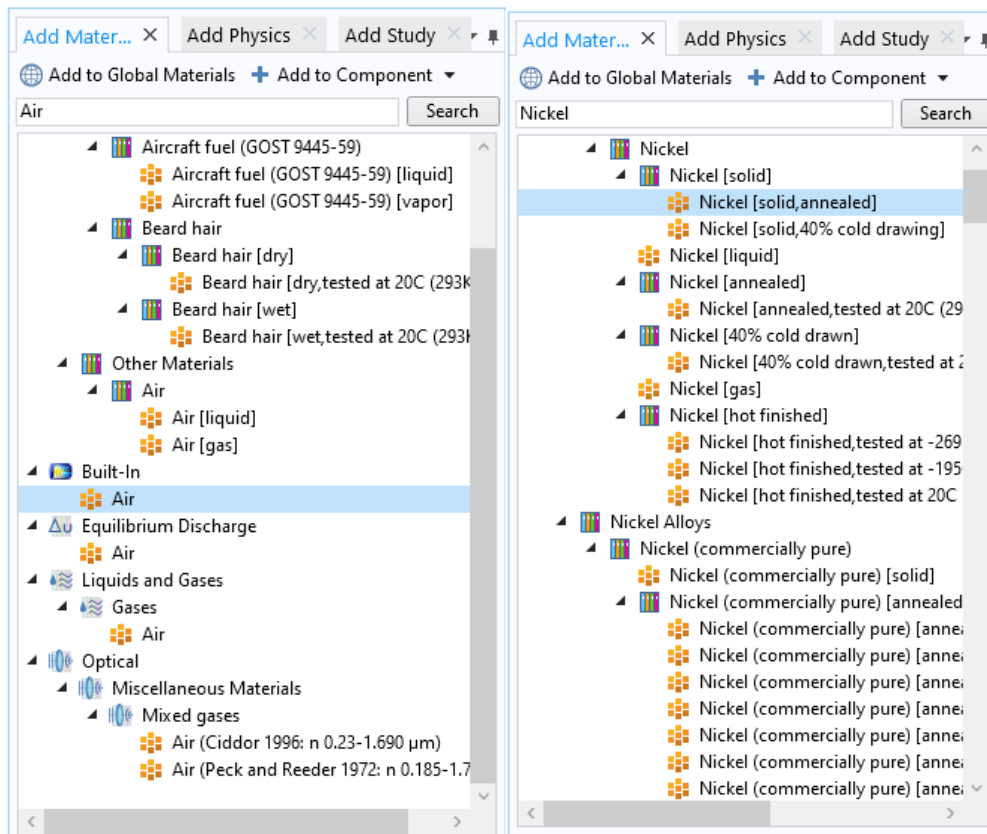 Add Mater...
Add Physics
Add Study
Add to Global Materials
Add to Component
Air
Search
Aircraft fuel (GOST 9445-59)
Aircraft fuel (GOST 9445-59) [liquid]
Aircraft fuel (GOST 9445-59) [vapor]
Beard hair
Beard hair [dry]
Beard hair [dry,tested at 20C (293K
Beard hair [wet]
Beard hair [wet,tested at 20C (293K
Other Materials
Air
Air [liquid]
Air [gas]
Built-In
Air
Equilibrium Discharge
Air
Liquids and Gases
Gases
Air
Optical
Miscellaneous Materials
Mixed gases
Air (Ciddor 1996: n 0.23-1.690 µm)
Air (Peck and Reeder 1972: n 0.185-1.7
Add Mater...
Add Physics
Add Study
Add to Global Materials
Add to Component
Nickel
Search
Nickel
Nickel [solid]
Nickel [solid,annealed]
Nickel [solid,40% cold drawing]
Nickel [liquid]
Nickel [annealed]
Nickel [annealed,tested at 20C (29
Nickel [40% cold drawn]
Nickel [40% cold drawn,tested at 2
Nickel [gas]
Nickel [hot finished]
Nickel [hot finished,tested at -269
Nickel [hot finished,tested at -195
Nickel [hot finished,tested at 20C
Nickel Alloys
Nickel (commercially pure)
Nickel (commercially pure) [solid]
Nickel (commercially pure) [annealed
Nickel (commercially pure) [annea
Nickel (commercially pure) [annea
Nickel (commercially pure) [annea
Nickel (commercially pure) [annea
Nickel (commercially pure) [annea
Nickel (commercially pure) [annea
Nickel (commercially pure) [annea